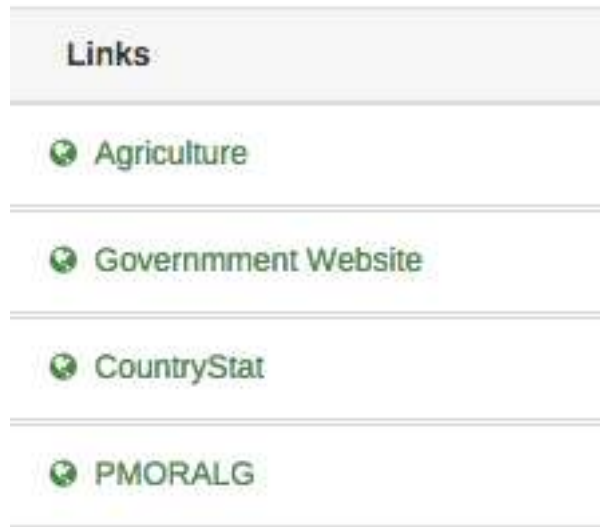 Links
Agriculture
Governmment Website
CountryStat
PMORALG